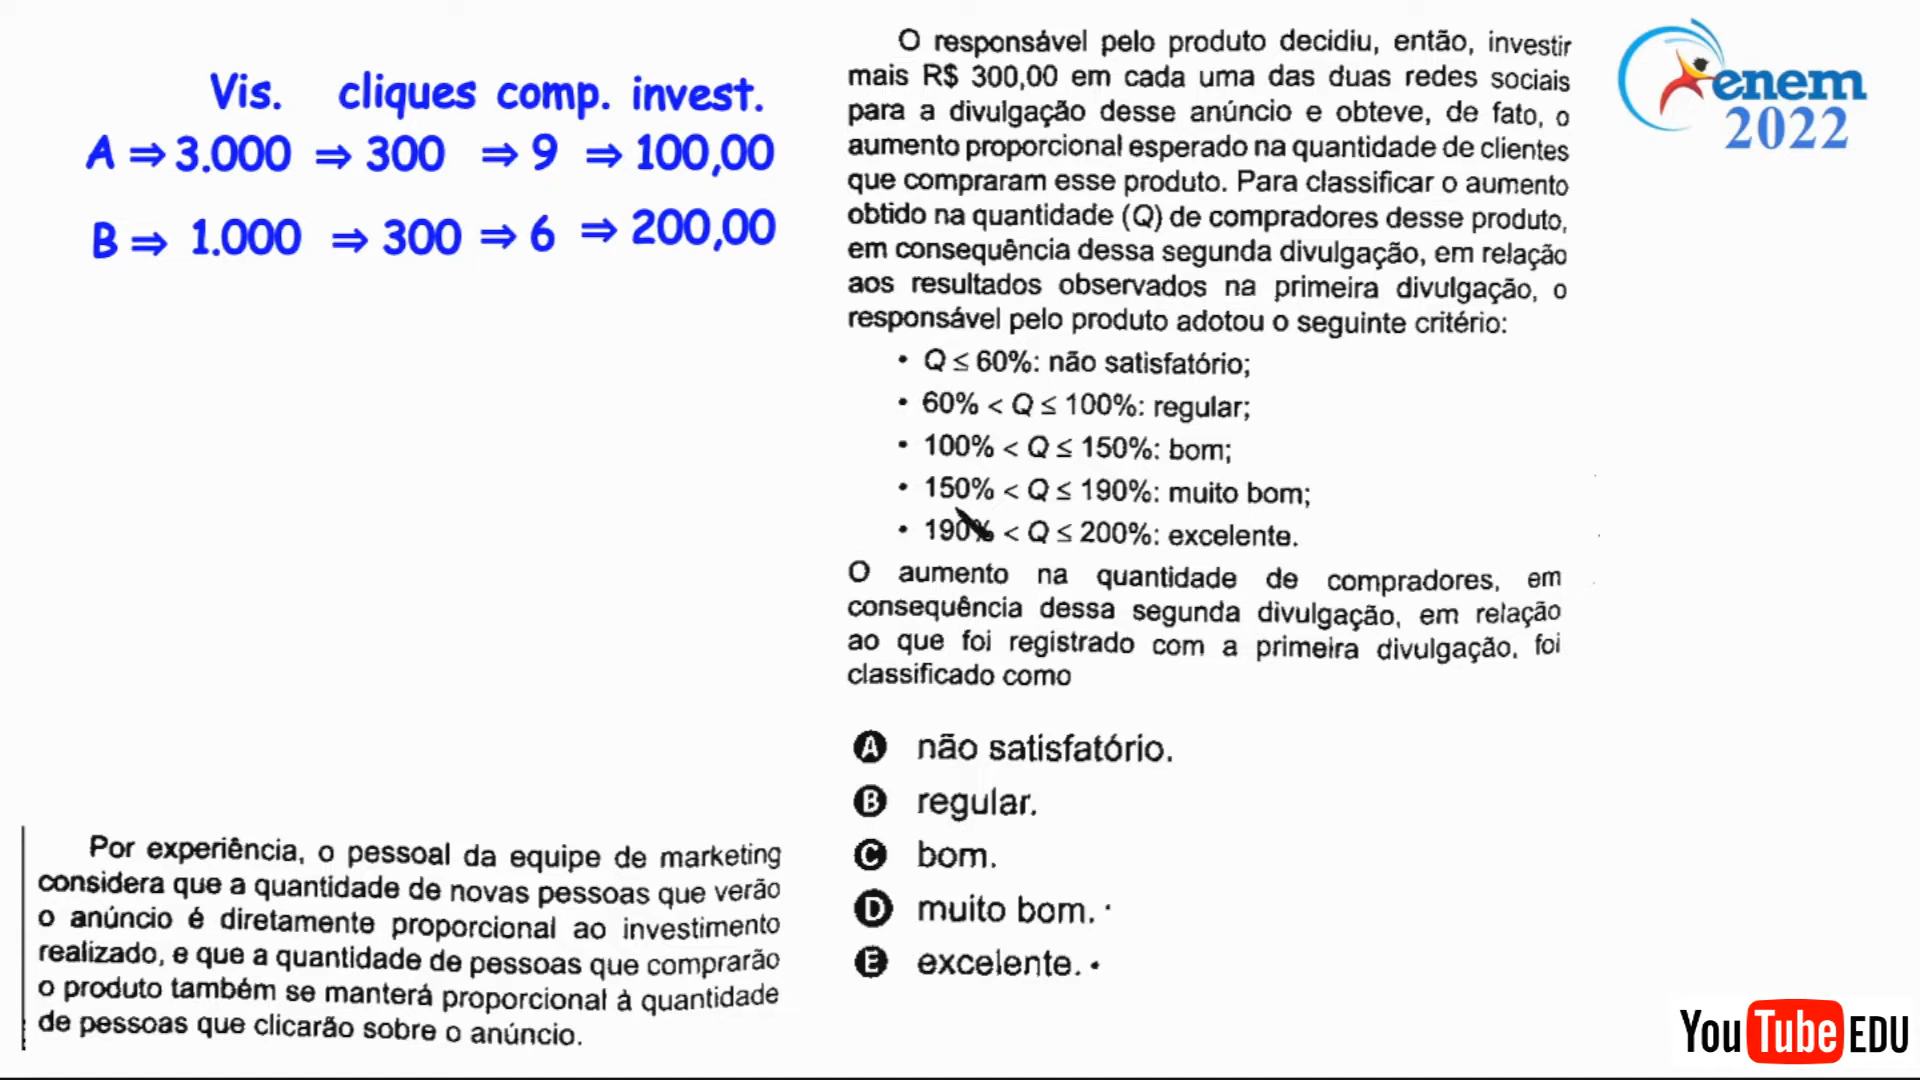 Vis. cliques comp. invest.
A ⇒ 3.000 ⇒ 300 ⇒ 9 ⇒ 100,00
B ⇒ 1.000 ⇒ 300 ⇒ 6 ⇒ 200,00
Por experiência, o pessoal da equipe de marketing
considera que a quantidade de novas pessoas que verão
o anúncio é diretamente proporcional ao investimento
realizado, e que a quantidade de pessoas que comprarão
o produto também se manterá proporcional à quantidade
de pessoas que clicarão sobre o anúncio.
O responsável pelo produto decidiu, então, investir
mais R$ 300,00 em cada uma das duas redes sociais
para a divulgação desse anúncio e obteve, de fato, o
aumento proporcional esperado na quantidade de clientes
que compraram esse produto. Para classificar o aumento
obtido na quantidade (Q) de compradores desse produto,
em consequência dessa segunda divulgação, em relação
aos resultados observados na primeira divulgação, o
responsável pelo produto adotou o seguinte critério:
• Q ≤ 60%: não satisfatório;
• 60% < Q ≤ 100%: regular;
• 100% < Q ≤ 150%: bom;
• 150% < Q ≤ 190%: muito bom;
• 190% < Q ≤ 200%: excelente.
O aumento na quantidade de compradores, em
consequência dessa segunda divulgação, em relação
ao que foi registrado com a primeira divulgação, foi
classificado como
A não satisfatório.
B regular.
C bom.
D muito bom.
E excelente.
enem
2022
YouTube EDU